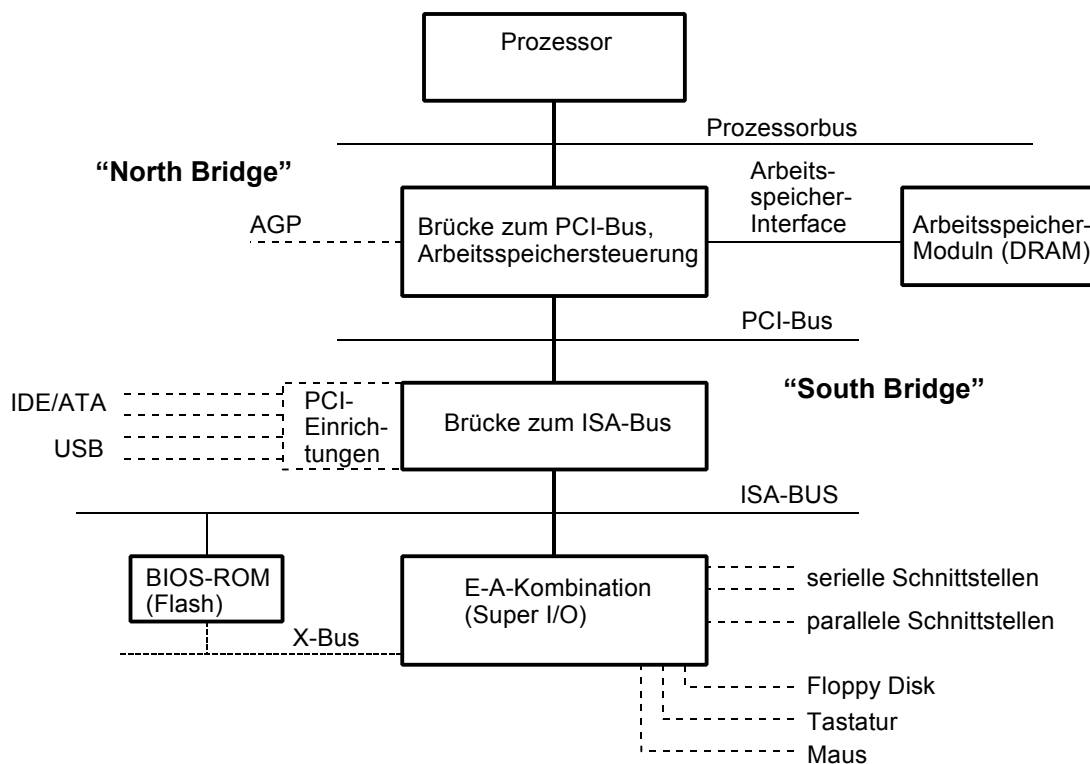 Prozessor
Prozessorbus
“North Bridge”
Arbeits-
speicher-
Interface
AGP
Brücke zum PCI-Bus,
Arbeitsspeichersteuerung
Arbeitsspeicher-
Moduln (DRAM)
PCI-Bus
“South Bridge”
IDE/ATA
USB
PCI-
Einrich-
tungen
Brücke zum ISA-Bus
ISA-BUS
BIOS-ROM
(Flash)
X-Bus
E-A-Kombination
(Super I/O)
serielle Schnittstellen
parallele Schnittstellen
Floppy Disk
Tastatur
Maus